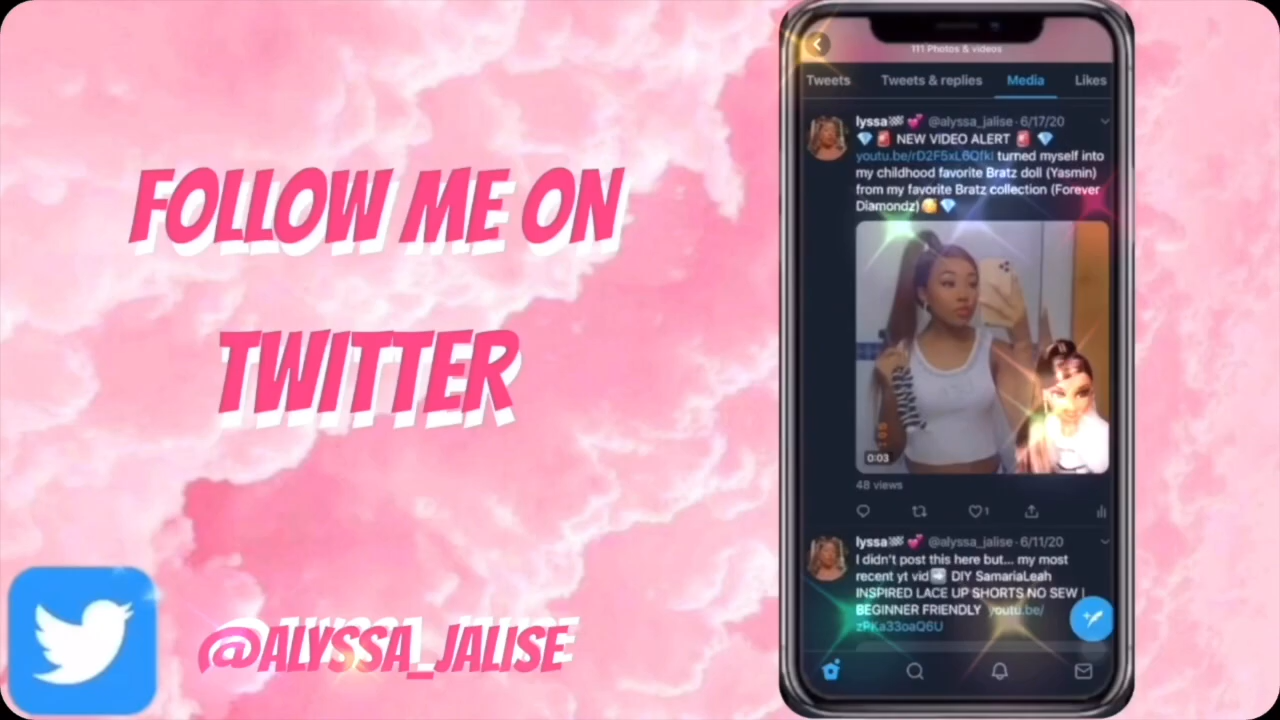 FOLLOW ME ON
TWITTER
@ALYSSA_JALISE
111 Photos & videos
Tweets Tweets & replies Media Likes
lyssa🏁 💕 @alyssa_jalise · 6/17/20
💎 🚨 NEW VIDEO ALERT 🚨 💎
youtu.be/rD2F5xL6Ofkl turned myself into
my childhood favorite Bratz doll (Yasmin)
from my favorite Bratz collection (Forever
Diamondz)🥰 💎
0:03
48 views
1
lyssa🏁 💕 @alyssa_jalise · 6/11/20
I didn't post this here but... my most
recent yt vid➡️ DIY SamariaLeah
INSPIRED LACE UP SHORTS NO SEW |
BEGINNER FRIENDLY youtu.be/
zPKa33oaQ6U